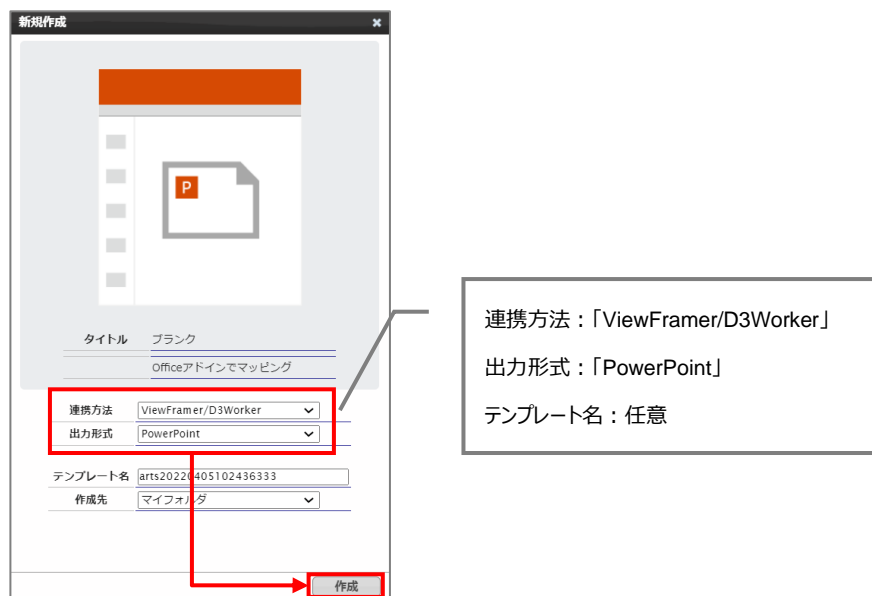 新規作成
×
P
タイトル ブランク
Officeアドインでマッピング
連携方法 ViewFramer/D3Worker
出力形式 PowerPoint
テンプレート名 arts20220405102436333
作成先 マイフォルダ
作成
連携方法：「ViewFramer/D3Worker」
出力形式：「PowerPoint」
テンプレート名：任意